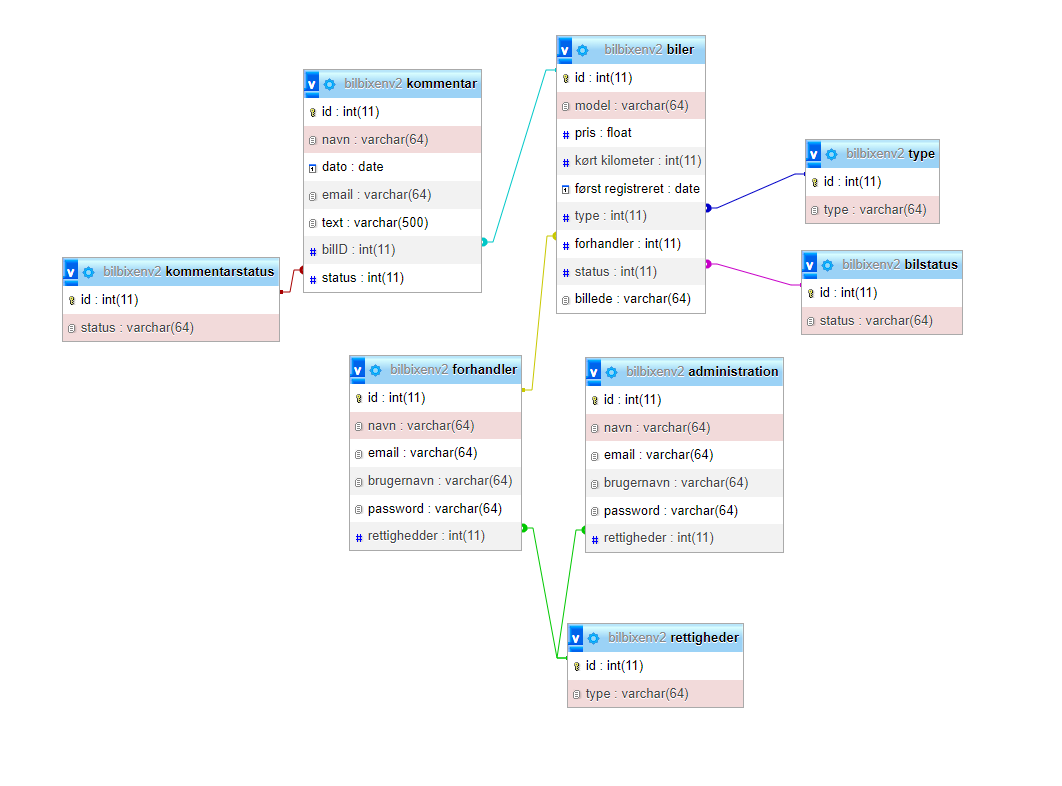 v bilbixenv2 biler
id : int(11)
model : varchar(64)
# pris : float
# kørt kilometer : int(11)
først registreret : date
# type : int(11)
# forhandler : int(11)
# status : int(11)
billede : varchar(64)
v bilbixenv2 kommentar
id : int(11)
navn : varchar(64)
dato : date
email : varchar(64)
text : varchar(500)
# bilID : int(11)
# status : int(11)
v bilbixenv2 type
id : int(11)
type : varchar(64)
v bilbixenv2 kommentarstatus
id : int(11)
status : varchar(64)
v bilbixenv2 bilstatus
id : int(11)
status : varchar(64)
v bilbixenv2 forhandler
id : int(11)
navn : varchar(64)
email : varchar(64)
brugernavn : varchar(64)
password : varchar(64)
# rettighedder : int(11)
v bilbixenv2 administration
id : int(11)
navn : varchar(64)
email : varchar(64)
brugernavn : varchar(64)
password : varchar(64)
# rettigheder : int(11)
v bilbixenv2 rettigheder
id : int(11)
type : varchar(64)